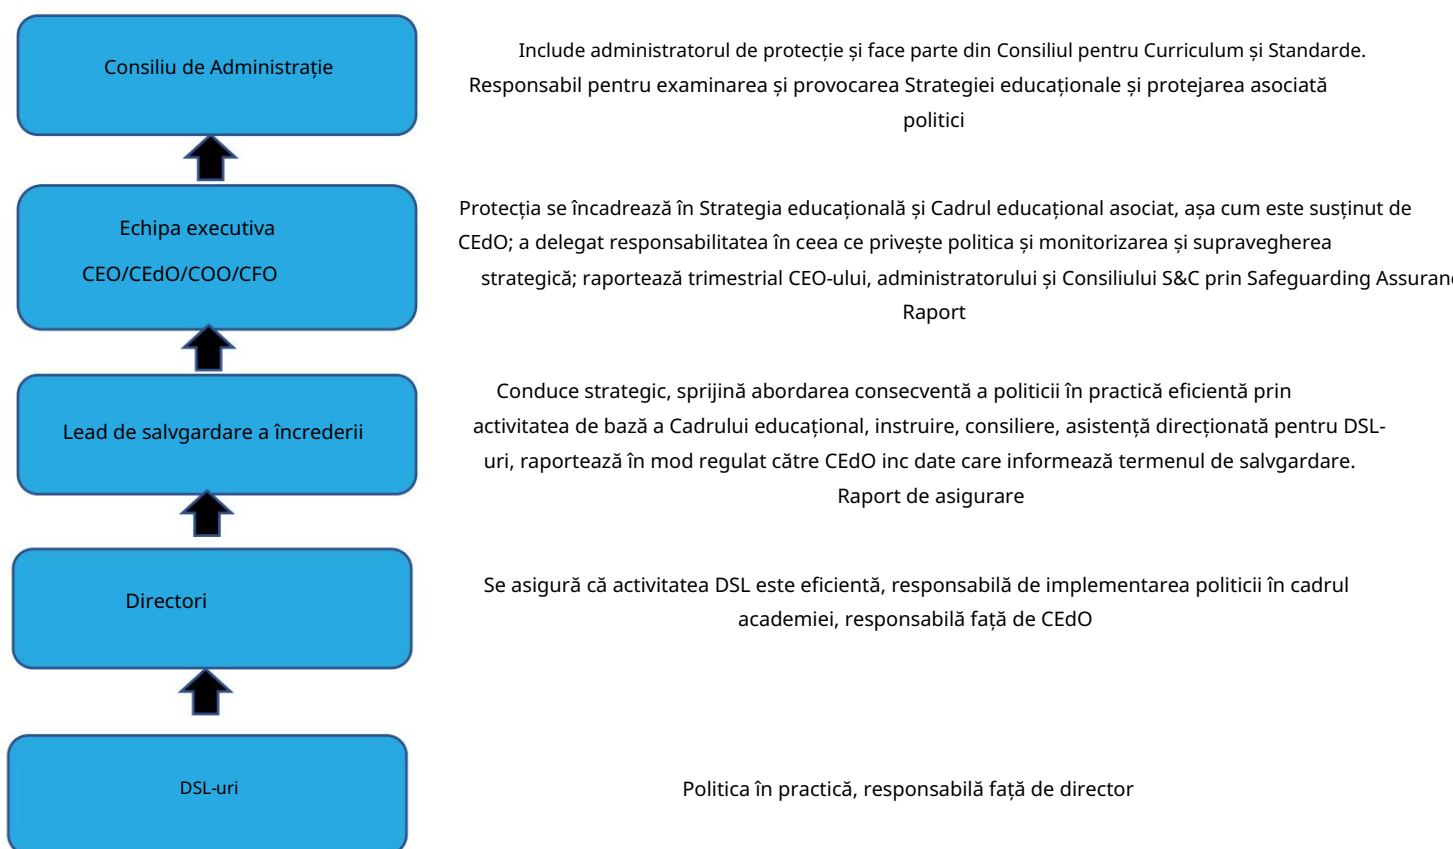 Consiliu de Administrație
Include administratorul de protecție și face parte din Consiliul pentru Curriculum și Standarde.
Responsabil pentru examinarea și provocarea Strategiei educaționale și protejarea asociată
politici
Echipa executiva
CEO/CEdO/COO/CFO
Protecția se încadrează în Strategia educațională și Cadrul educațional asociat, așa cum este susținut de
CEdO; a delegat responsabilitatea în ceea ce privește politica și monitorizarea și supravegherea
strategică; raportează trimestrial CEO-ului, administratorului și Consiliului S&C prin Safeguarding
Raport
Lead de salvgardare a încrederii
Conduce strategic, sprijină abordarea consecventă a politicii în practică eficientă prin
activitatea de bază a Cadrului educațional, instruire, consiliere, asistență direcționată pentru DSL-
uri, raportează în mod regulat către CEdO inc date care informează termenul de salvgardare.
Raport de asigurare
Directori
Se asigură că activitatea DSL este eficientă, responsabilă de implementarea politicii în cadrul
academiei, responsabilă față de CEdO
DSL-uri
Politica în practică, responsabilă față de director